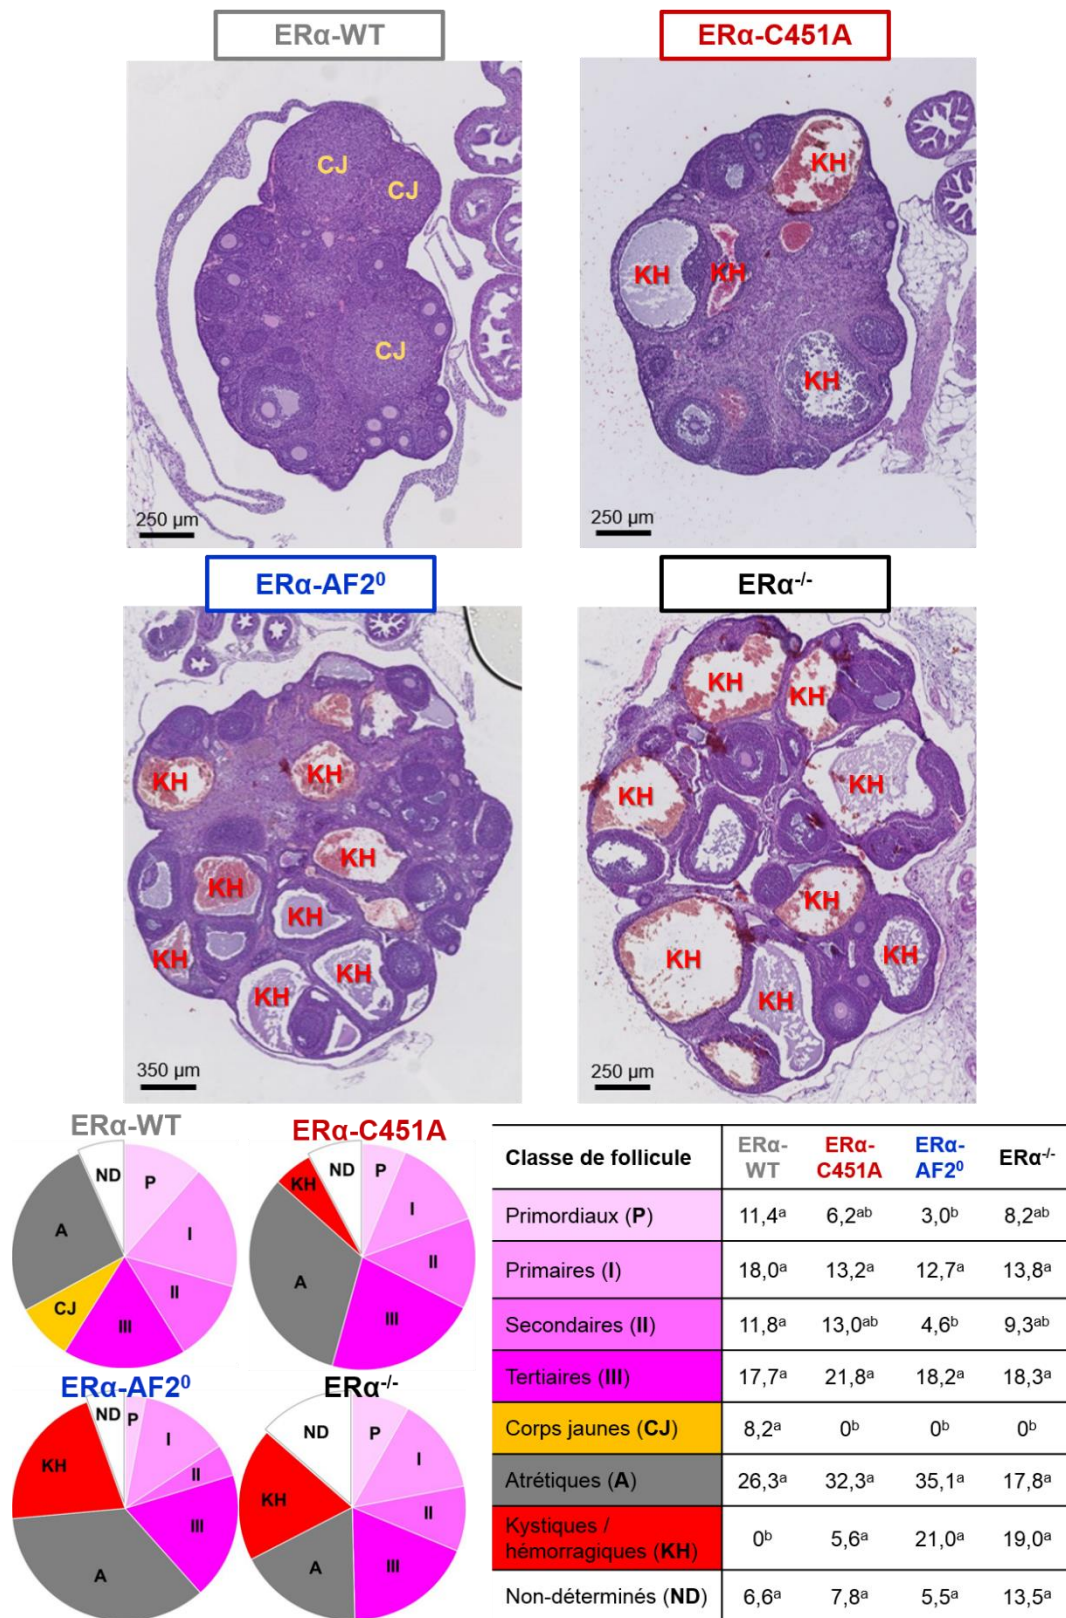 ERα-WT
ERα-C451A
CJ
CJ
CJ
250 µm
KH
KH
KH
KH
250 µm
ERα-AF2⁰
ERα⁻/⁻
KH
KH
KH
KH
KH
KH
KH
KH
350 µm
KH
KH
KH
KH
KH
KH
KH
KH
250 µm
ERα-WT
ND
P
I
II
III
CJ
A
ERα-C451A
ND
P
I
II
III
A
KH
ERα-AF2⁰
ND
P
I
II
III
A
KH
ERα⁻/⁻
ND
P
I
II
III
A
KH
Classe de follicule ERα-WT ERα-C451A ERα-AF2⁰ ERα⁻/⁻
Primordiaux (P) 11,4ᵃ 6,2ᵃᵇ 3,0ᵇ 8,2ᵃᵇ
Primaires (I) 18,0ᵃ 13,2ᵃ 12,7ᵃ 13,8ᵃ
Secondaires (II) 11,8ᵃ 13,0ᵃᵇ 4,6ᵇ 9,3ᵃᵇ
Tertiaires (III) 17,7ᵃ 21,8ᵃ 18,2ᵃ 18,3ᵃ
Corps jaunes (CJ) 8,2ᵃ 0ᵇ 0ᵇ 0ᵇ
Atrétiques (A) 26,3ᵃ 32,3ᵃ 35,1ᵃ 17,8ᵃ
Kystiques /
hémorragiques (KH) 0ᵇ 5,6ᵃ 21,0ᵃ 19,0ᵃ
Non-déterminés (ND) 6,6ᵃ 7,8ᵃ 5,5ᵃ 13,5ᵃ